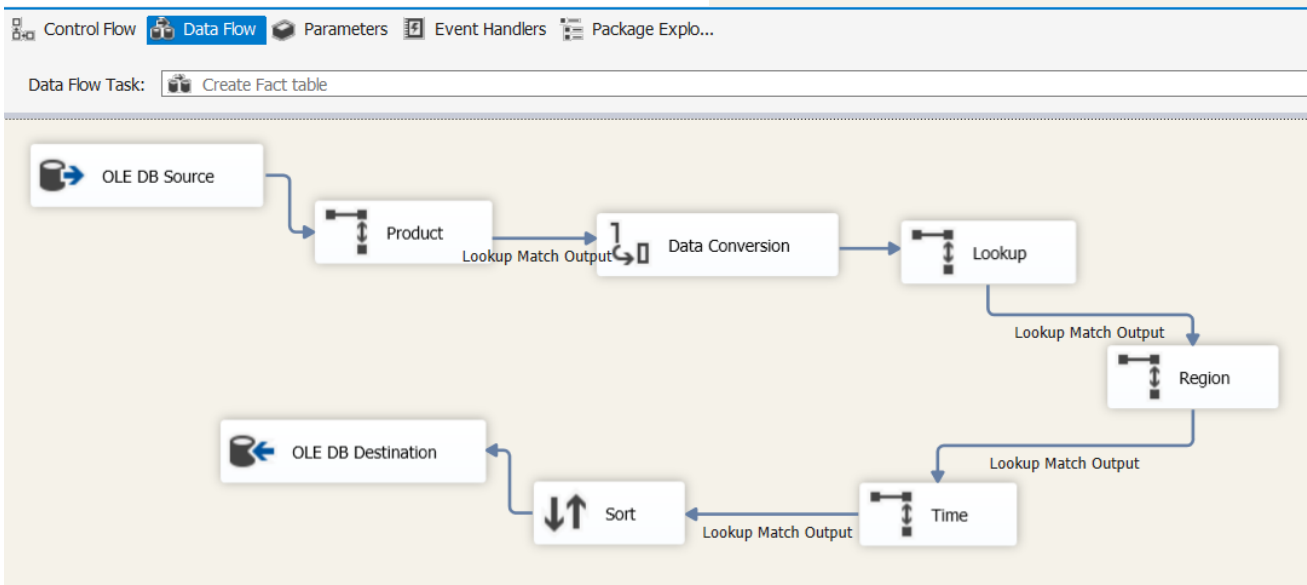 Control Flow Data Flow Parameters Event Handlers Package Explo...
Data Flow Task: Create Fact table
OLE DB Source
Product
Lookup Match Output
Data Conversion
Lookup
Lookup Match Output
Region
Lookup Match Output
Time
Lookup Match Output
Sort
OLE DB Destination